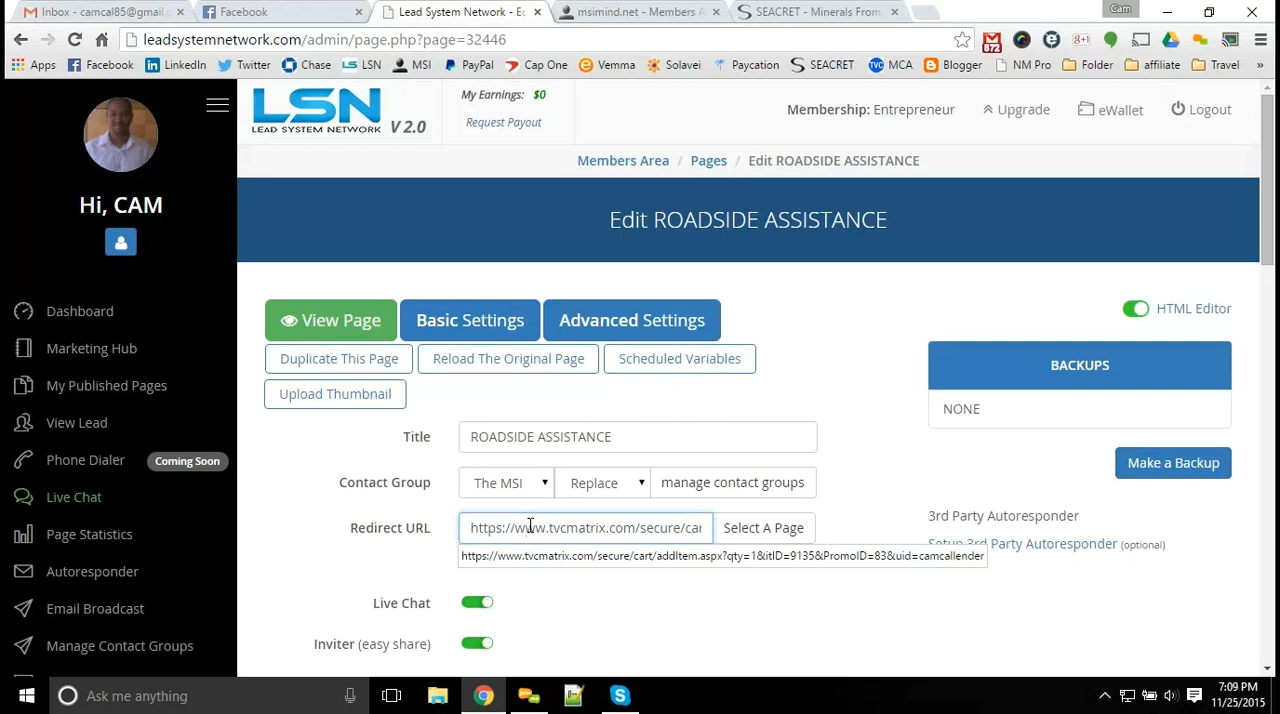 Inbox - camcal85@gmail.
Facebook
Lead System Network - Ed
msimind.net - Members A
SEACRET - Minerals From
Cam
leadsystemnetwork.com/admin/page.php?page=32446
872
Apps Facebook LinkedIn Twitter Chase LSN MSI PayPal Cap One Vemma Solavei Paycation SEACRET MCA Blogger NM Pro Folder affiliate Travel »
LSN V 2.0
LEAD SYSTEM NETWORK
My Earnings: $0
Request Payout
Membership: Entrepreneur Upgrade eWallet Logout
Members Area / Pages / Edit ROADSIDE ASSISTANCE
Hi, CAM
Edit ROADSIDE ASSISTANCE
Dashboard
Marketing Hub
My Published Pages
View Lead
Phone Dialer Coming Soon
Live Chat
Page Statistics
Autoresponder
Email Broadcast
Manage Contact Groups
View Page Basic Settings Advanced Settings
Duplicate This Page Reload The Original Page Scheduled Variables
Upload Thumbnail
Title ROADSIDE ASSISTANCE
Contact Group The MSI Replace manage contact groups
Redirect URL https://www.tvcmatrix.com/secure/car Select A Page
https://www.tvcmatrix.com/secure/cart/addItem.aspx?qty=1&itID=9135&PromoID=83&uid=camcallender
Live Chat
Inviter (easy share)
HTML Editor
BACKUPS
NONE
Make a Backup
3rd Party Autoresponder
Setup 3rd Party Autoresponder (optional)
Ask me anything
7:09 PM
11/25/2015